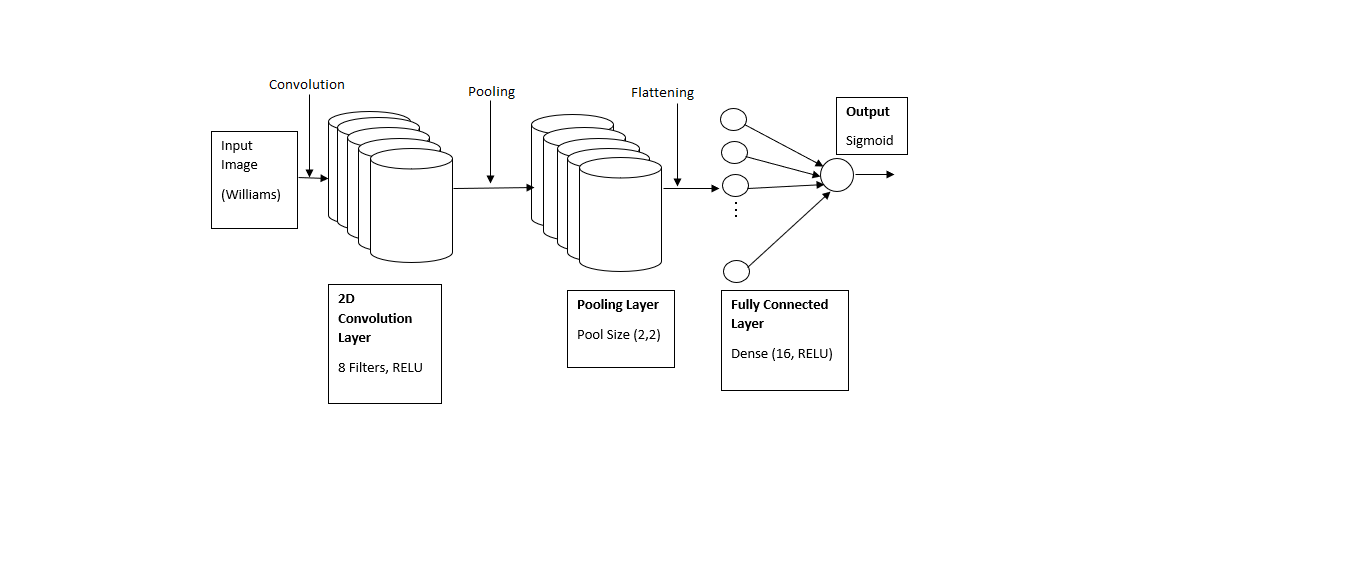 Convolution
Pooling
Flattening
Input
Image
(Williams)
Output
Sigmoid
2D
Convolution
Layer
8 Filters, RELU
Pooling Layer
Pool Size (2,2)
Fully Connected
Layer
Dense (16, RELU)